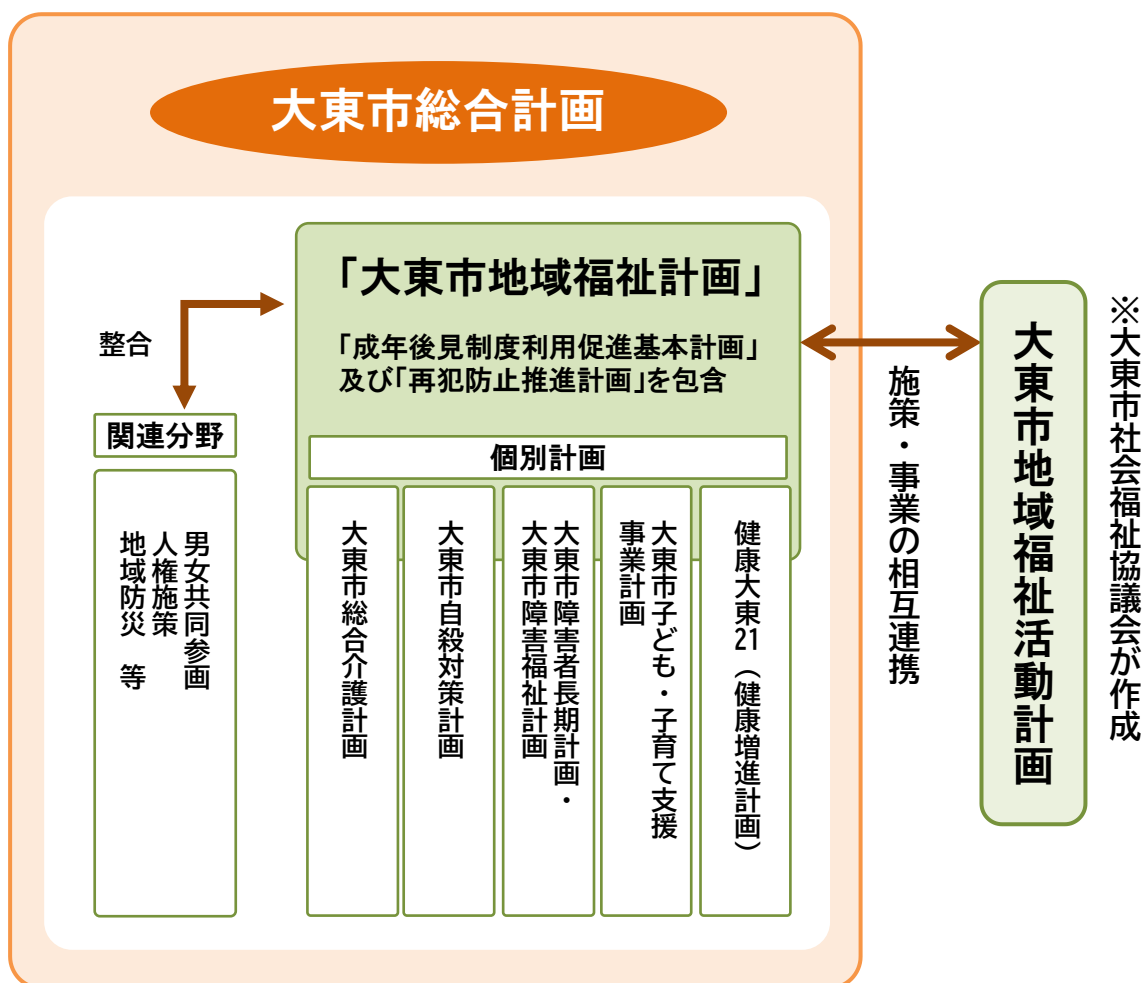 大東市総合計画
「大東市地域福祉計画」
「成年後見制度利用促進基本計画」
及び「再犯防止推進計画」を包含
整合
関連分野
男女共同参画
人権施策
地域防災 等
個別計画
大東市総合介護計画
大東市自殺対策計画
大東市障害者長期計画・
大東市障害福祉計画
大東市子ども・子育て支援
事業計画
健康大東21（健康増進計画）
施策・事業の相互連携
大東市地域福祉活動計画
※大東市社会福祉協議会が作成